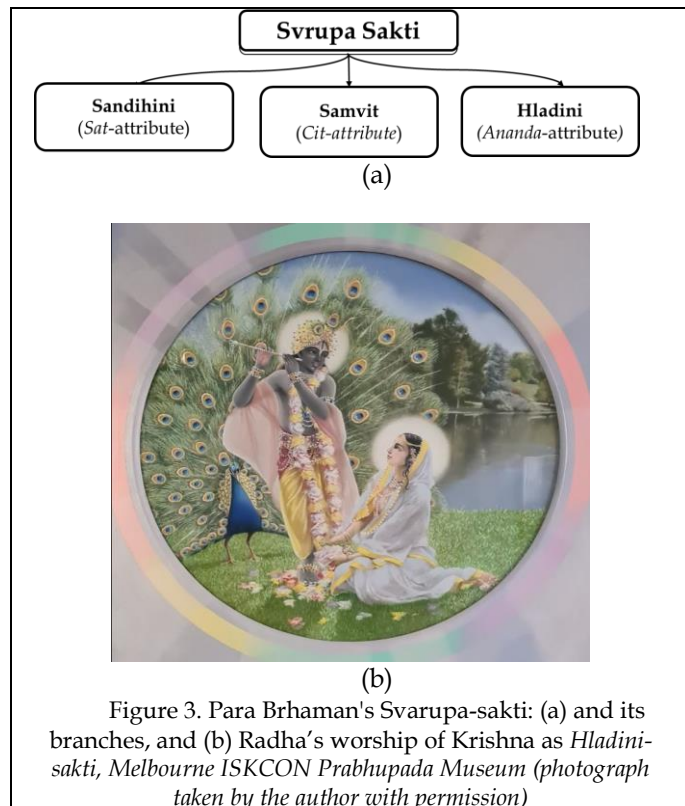 Svrupa Sakti
Sandihini Samvit Hladini
(Sat-attribute) (Cit-attribute) (Ananda-attribute)
(a)
(b)
Figure 3. Para Brhaman's Svarupa-sakti: (a) and its
branches, and (b) Radha’s worship of Krishna as Hladini-
sakti, Melbourne ISKCON Prabhupada Museum (photograph
taken by the author with permission)